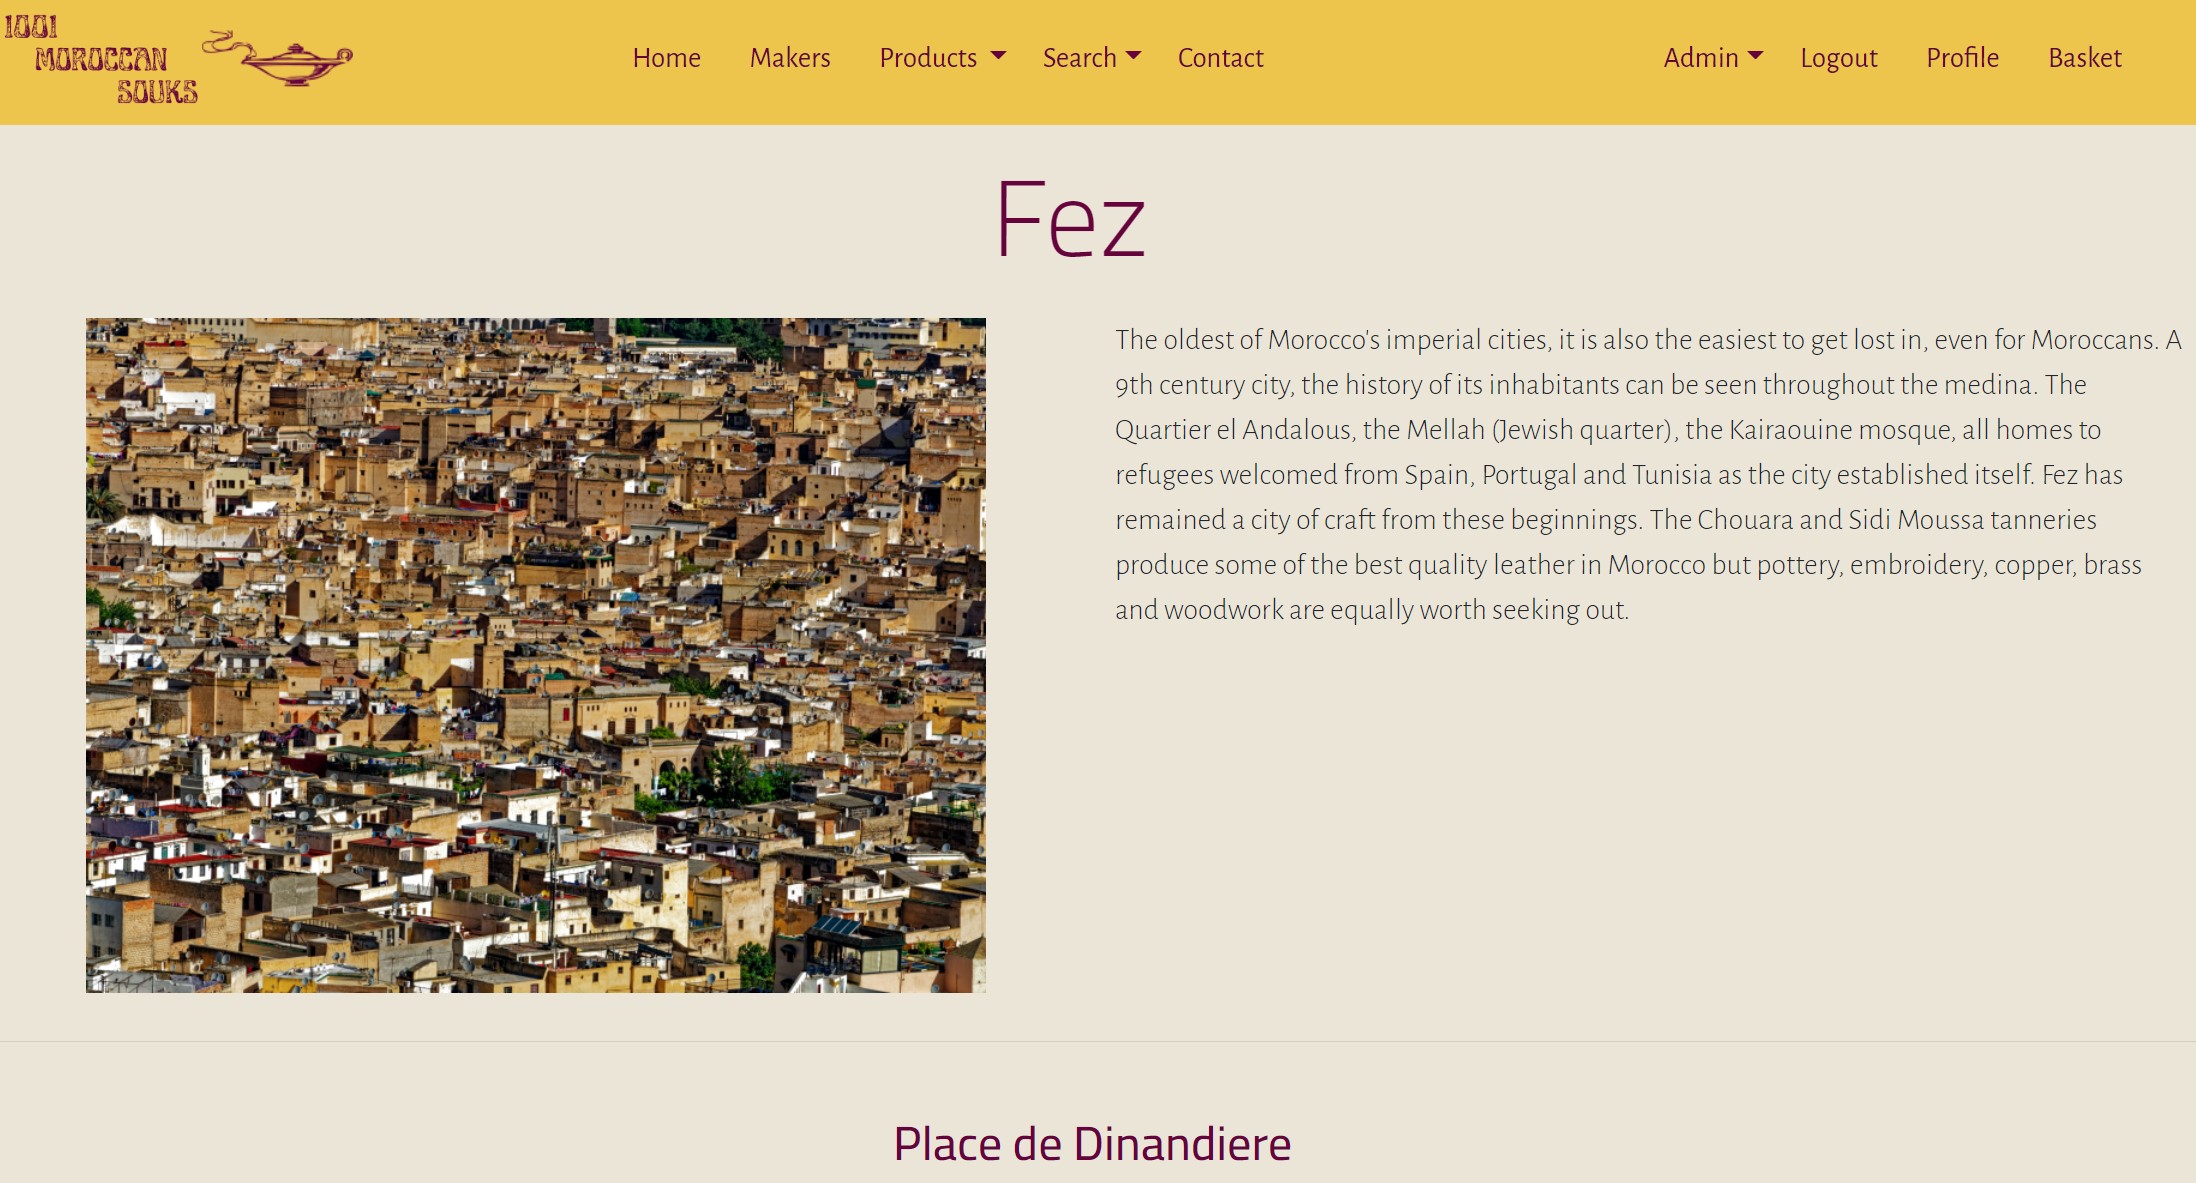 1001
MOROCCAN
SOUKS
Home Makers Products Search Contact Admin Logout Profile Basket
Fez
The oldest of Morocco's imperial cities, it is also the easiest to get lost in, even for Moroccans. A
9th century city, the history of its inhabitants can be seen throughout the medina. The
Quartier el Andalous, the Mellah (Jewish quarter), the Kairaouine mosque, all homes to
refugees welcomed from Spain, Portugal and Tunisia as the city established itself. Fez has
remained a city of craft from these beginnings. The Chouara and Sidi Moussa tanneries
produce some of the best quality leather in Morocco but pottery, embroidery, copper, brass
and woodwork are equally worth seeking out.
Place de Dinandiere